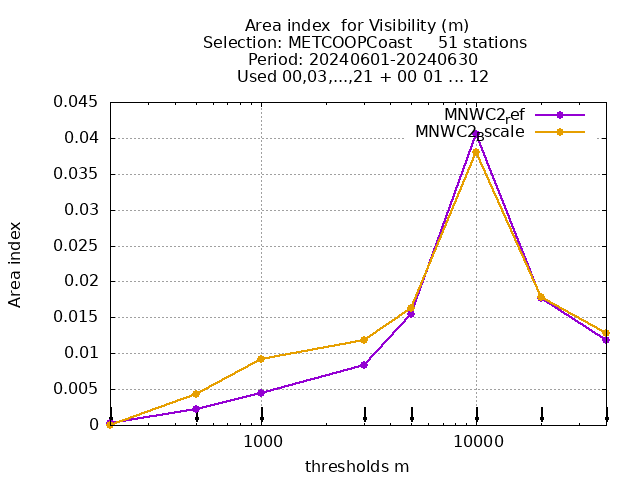 Area index  for Visibility (m)
Selection: METCOOPCoast     51 stations
Period: 20240601-20240630
Used 00,03,...,21 + 00 01 ... 12
MNWC2ref
MNWC2Bscale
0.045
0.04
0.035
0.03
0.025
0.02
0.015
0.01
0.005
0
Area index
1000
10000
thresholds m